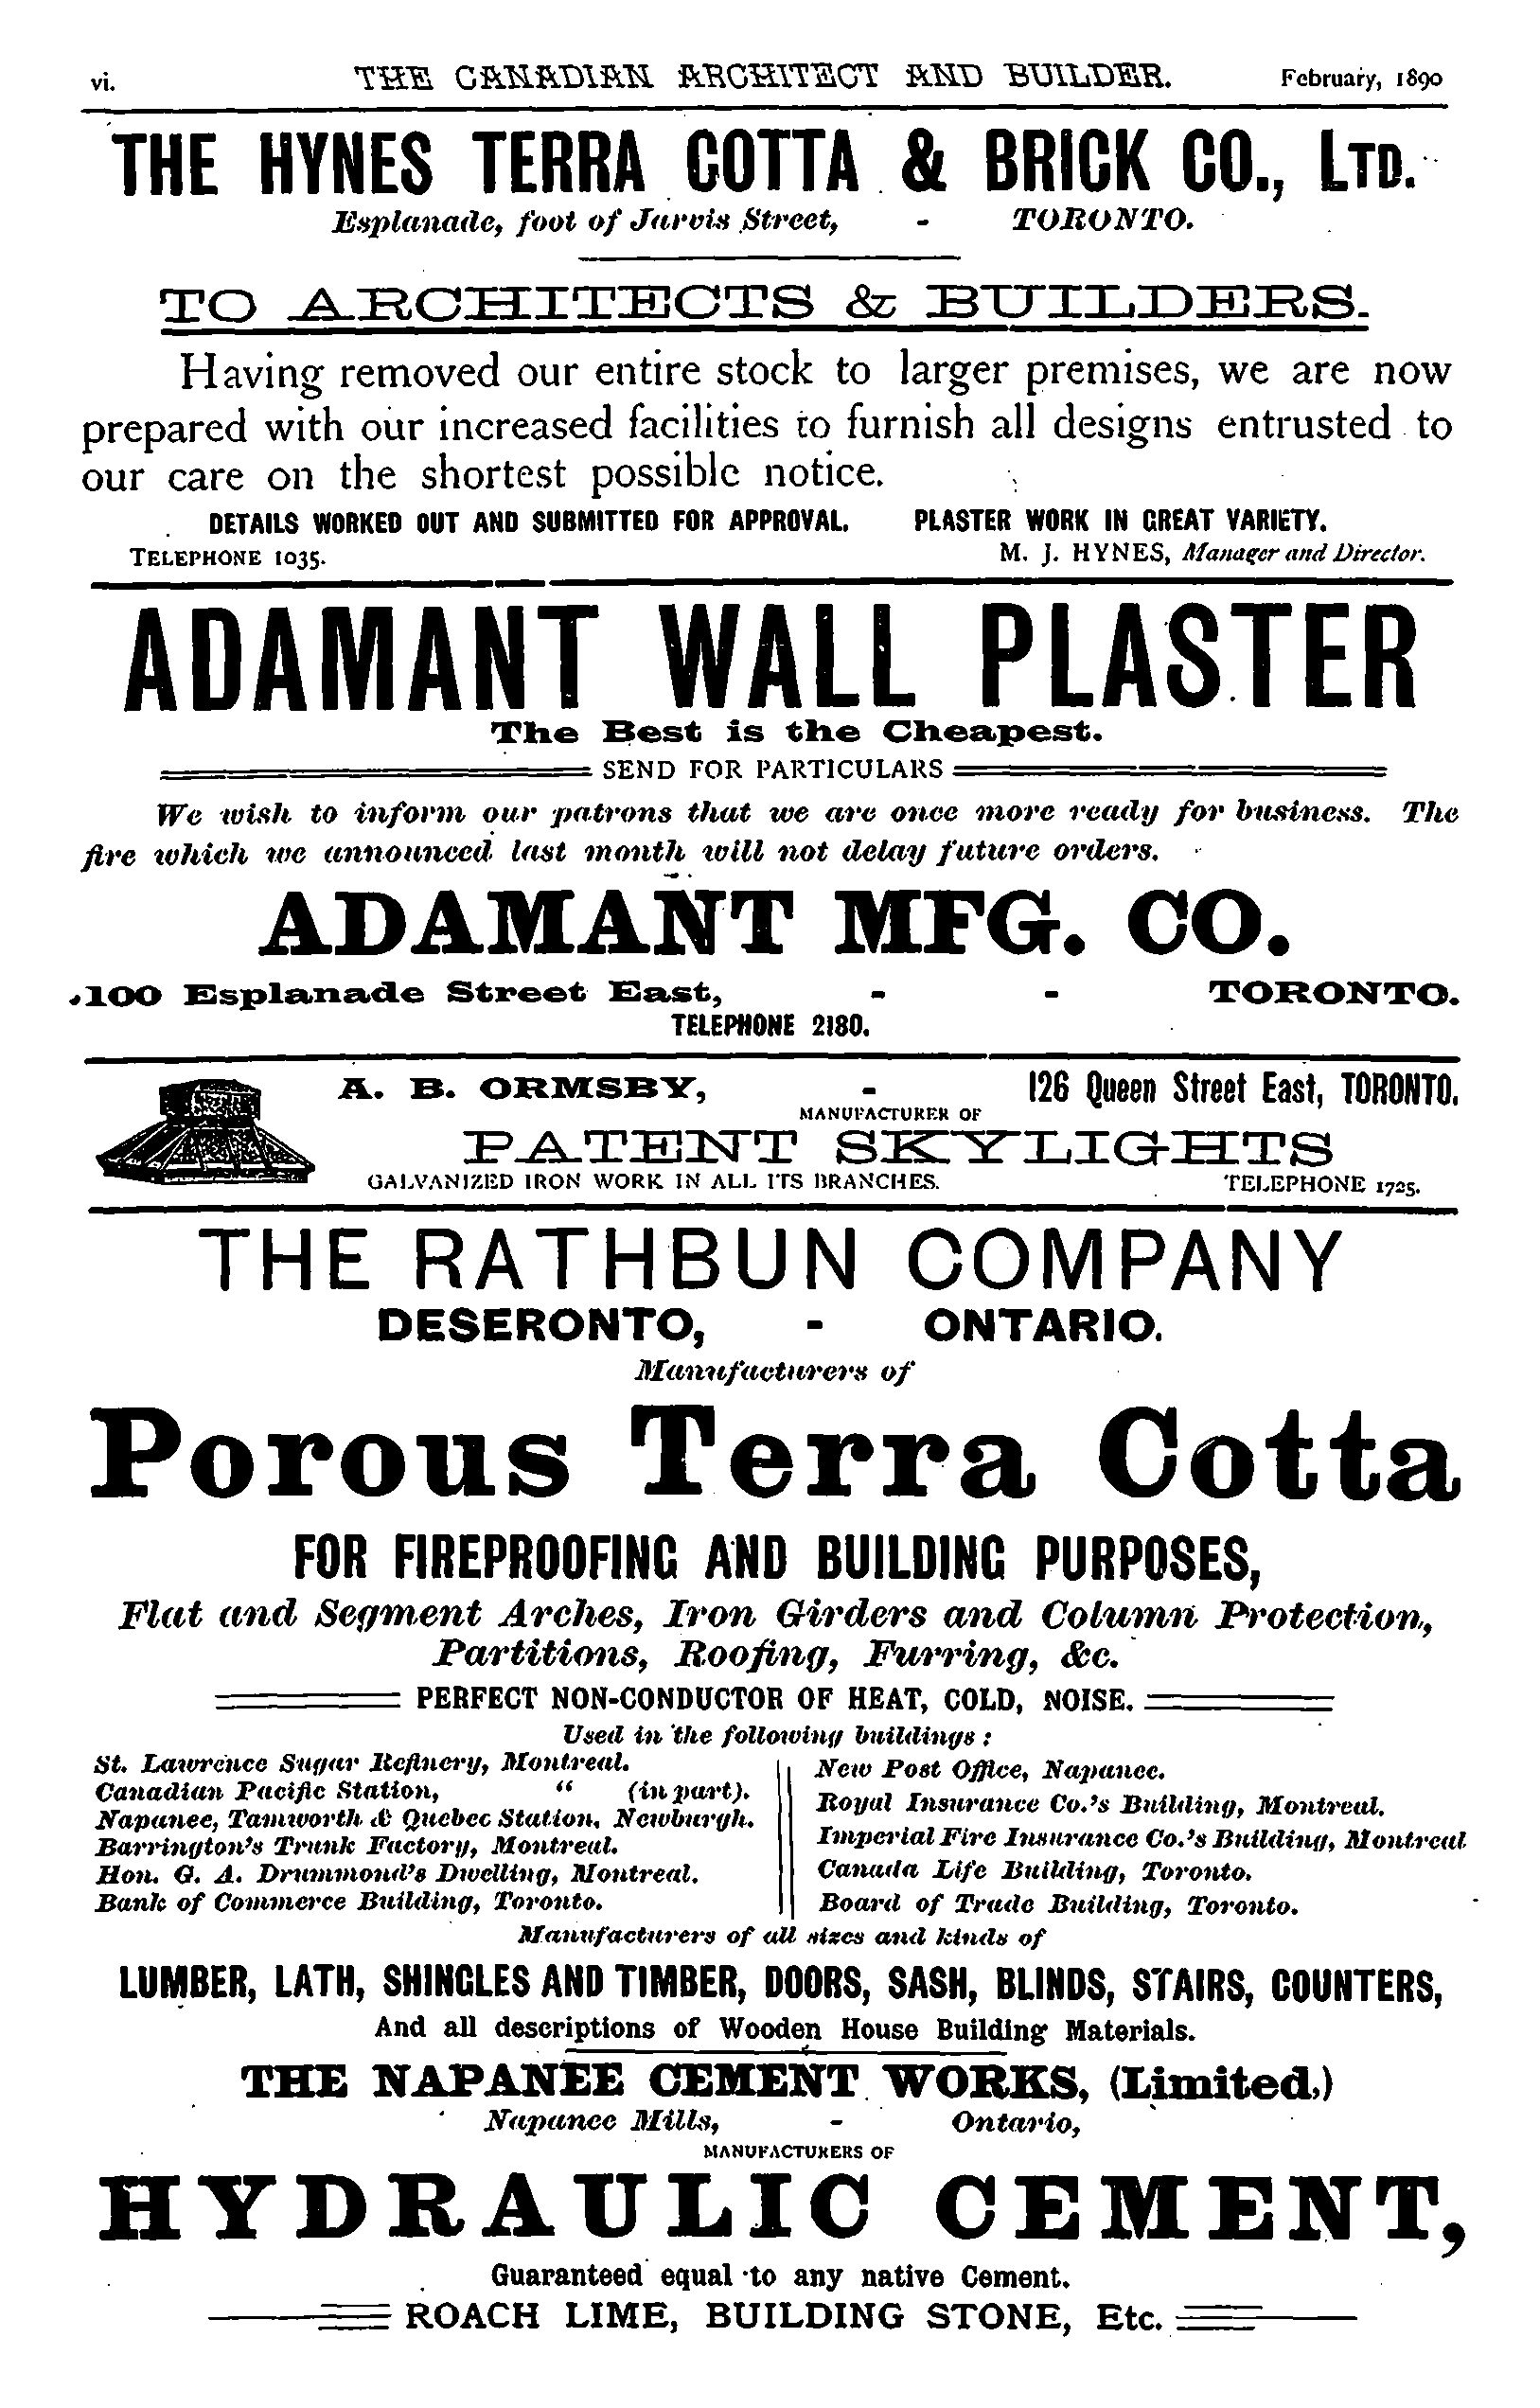 vi. THE CANADIAN ARCHITECT AND BUILDER. February, 1890
THE HYNES TERRA COTTA & BRICK CO., LTD.
Esplanade, foot of Jarvis Street, - TORONTO.
TO ARCHITECTS & BUILDERS.
Having removed our entire stock to larger premises, we are now
prepared with our increased facilities to furnish all designs entrusted to
our care on the shortest possible notice.
DETAILS WORKED OUT AND SUBMITTED FOR APPROVAL. PLASTER WORK IN GREAT VARIETY.
TELEPHONE 1035. M. J. HYNES, Manager and Director.
ADAMANT WALL PLASTER
The Best is the Cheapest.
SEND FOR PARTICULARS
We wish to inform our patrons that we are once more ready for business. The
fire which we announced last month will not delay future orders.
ADAMANT MFG. CO.
100 Esplanade Street East, - - TORONTO.
TELEPHONE 2180.
A. B. ORMSBY, - 126 Queen Street East, TORONTO.
MANUFACTURER OF
PATENT SKYLIGHTS
GALVANIZED IRON WORK IN ALL ITS BRANCHES. TELEPHONE 1725.
THE RATHBUN COMPANY
DESERONTO, - ONTARIO.
Manufacturers of
Porous Terra Cotta
FOR FIREPROOFING AND BUILDING PURPOSES,
Flat and Segment Arches, Iron Girders and Column Protection,
Partitions, Roofing, Furring, &c.
PERFECT NON-CONDUCTOR OF HEAT, COLD, NOISE.
Used in the following buildings:
St. Lawrence Sugar Refinery, Montreal.
Canadian Pacific Station, " (in part).
Napanee, Tamworth & Quebec Station, Newburgh.
Barrington's Trunk Factory, Montreal.
Hon. G. A. Drummond's Dwelling, Montreal.
Bank of Commerce Building, Toronto.
New Post Office, Napanee.
Royal Insurance Co.'s Building, Montreal.
Imperial Fire Insurance Co.'s Building, Montreal
Canada Life Building, Toronto.
Board of Trade Building, Toronto.
Manufacturers of all sizes and kinds of
LUMBER, LATH, SHINGLES AND TIMBER, DOORS, SASH, BLINDS, STAIRS, COUNTERS,
And all descriptions of Wooden House Building Materials.
THE NAPANEE CEMENT WORKS, (Limited,)
Napanee Mills, - Ontario,
MANUFACTURERS OF
HYDRAULIC CEMENT,
Guaranteed equal to any native Cement.
ROACH LIME, BUILDING STONE, Etc.